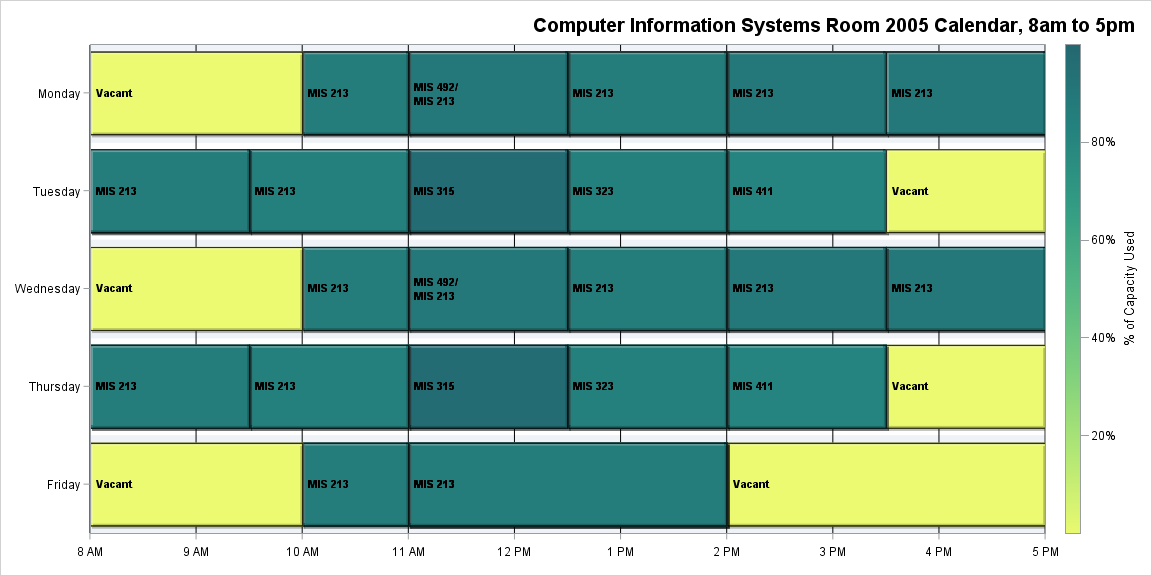 Computer Information Systems Room 2005 Calendar, 8am to 5pm
Monday
Vacant
MIS 213
MIS 492/
MIS 213
MIS 213
MIS 213
MIS 213
Tuesday
MIS 213
MIS 213
MIS 315
MIS 323
MIS 411
Vacant
Wednesday
Vacant
MIS 213
MIS 492/
MIS 213
MIS 213
MIS 213
MIS 213
Thursday
MIS 213
MIS 213
MIS 315
MIS 323
MIS 411
Vacant
Friday
Vacant
MIS 213
MIS 213
Vacant
8 AM
9 AM
10 AM
11 AM
12 PM
1 PM
2 PM
3 PM
4 PM
5 PM
80%
60%
40%
20%
% of Capacity Used